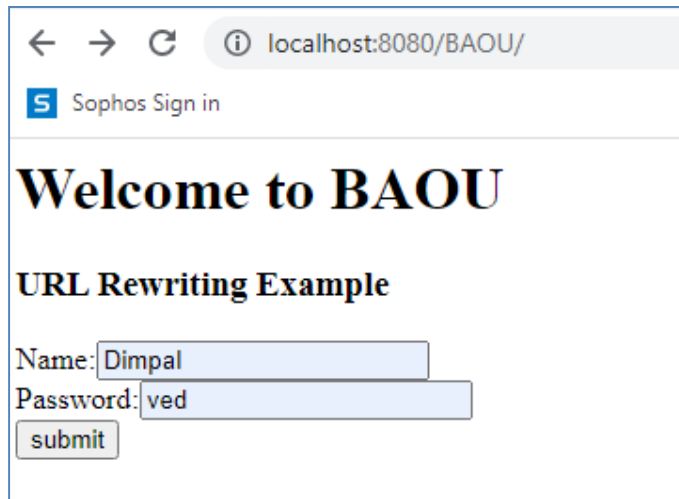 localhost:8080/BAOU/
S Sophos Sign in
Welcome to BAOU
URL Rewriting Example
Name: Dimpal
Password: ved
submit